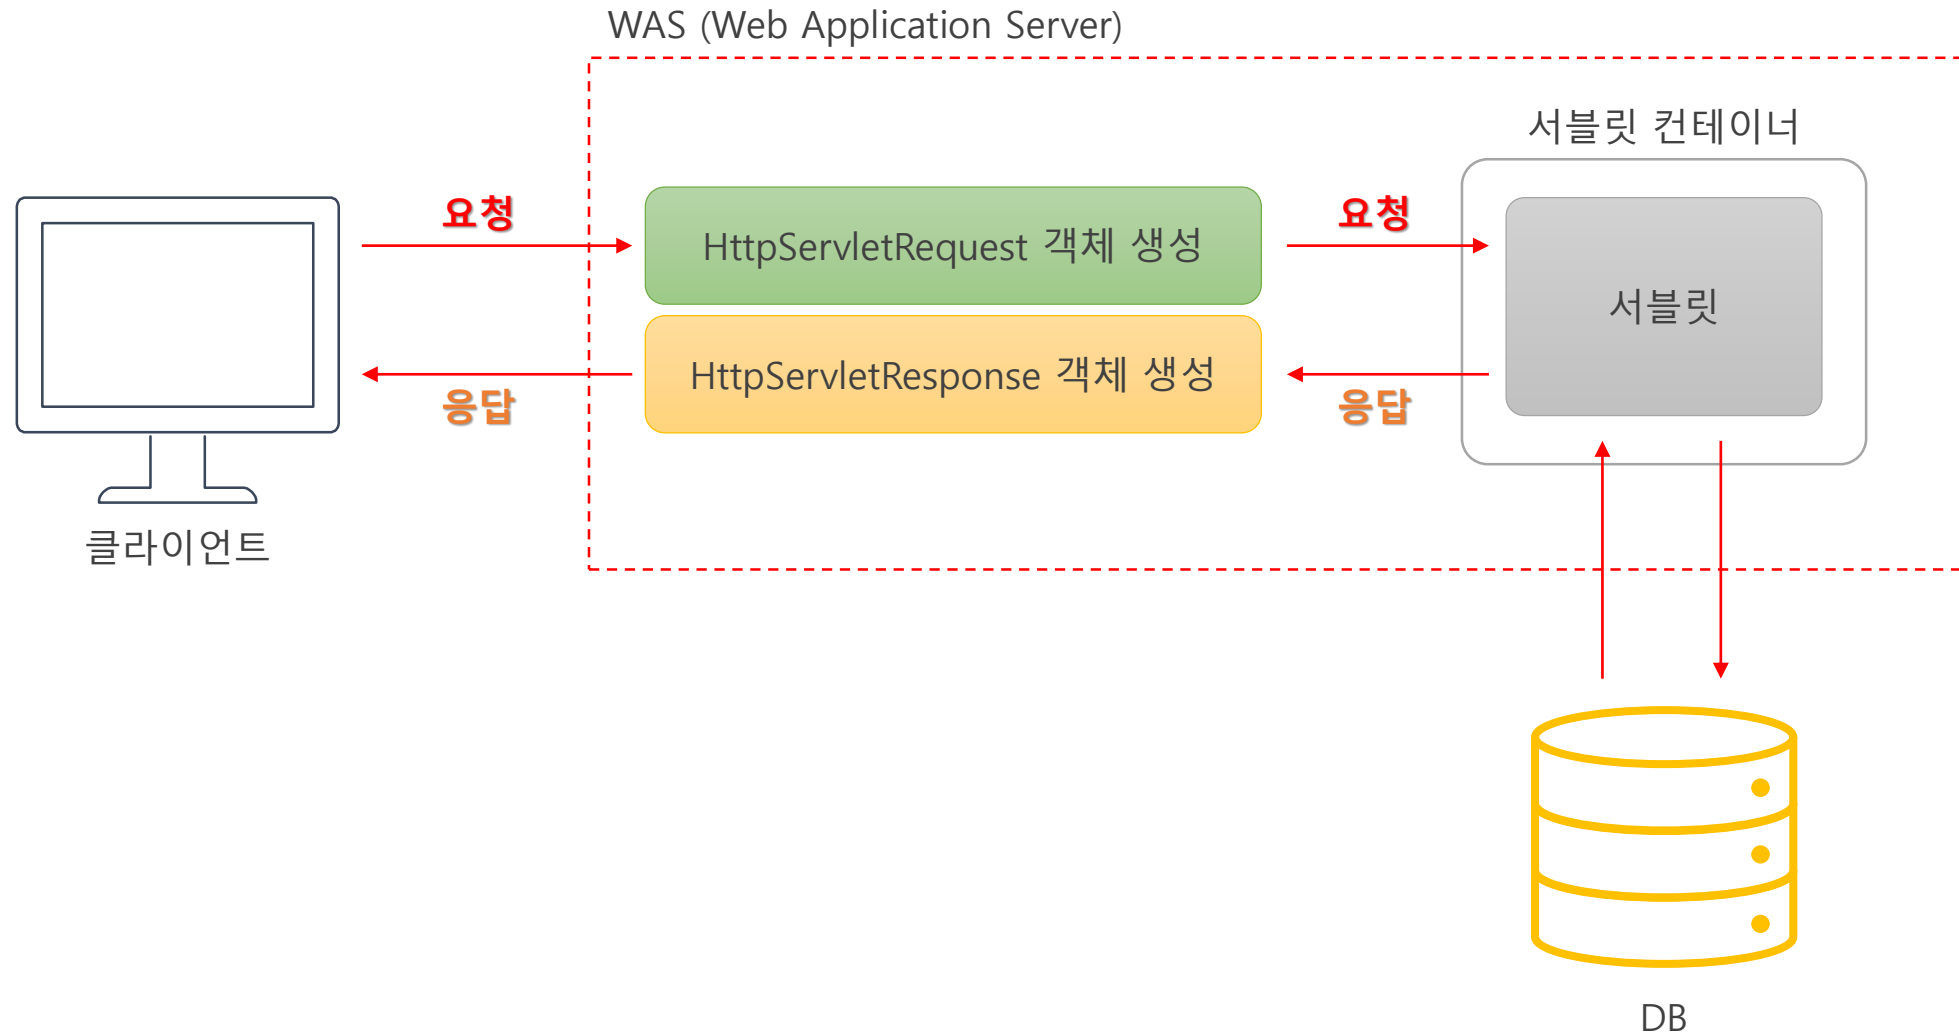 WAS (Web Application Server)
서블릿 컨테이너
요청
HttpServletRequest 객체 생성
요청
서블릿
HttpServletResponse 객체 생성
응답
응답
클라이언트
DB